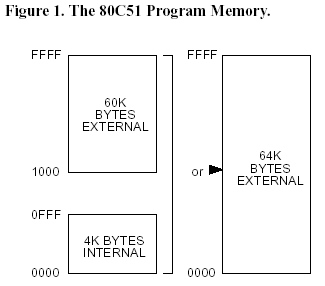 Figure 1. The 80C51 Program Memory.
FFFF
60K
BYTES
EXTERNAL
1000
0FFF
4K BYTES
INTERNAL
0000
or
FFFF
64K
BYTES
EXTERNAL
0000